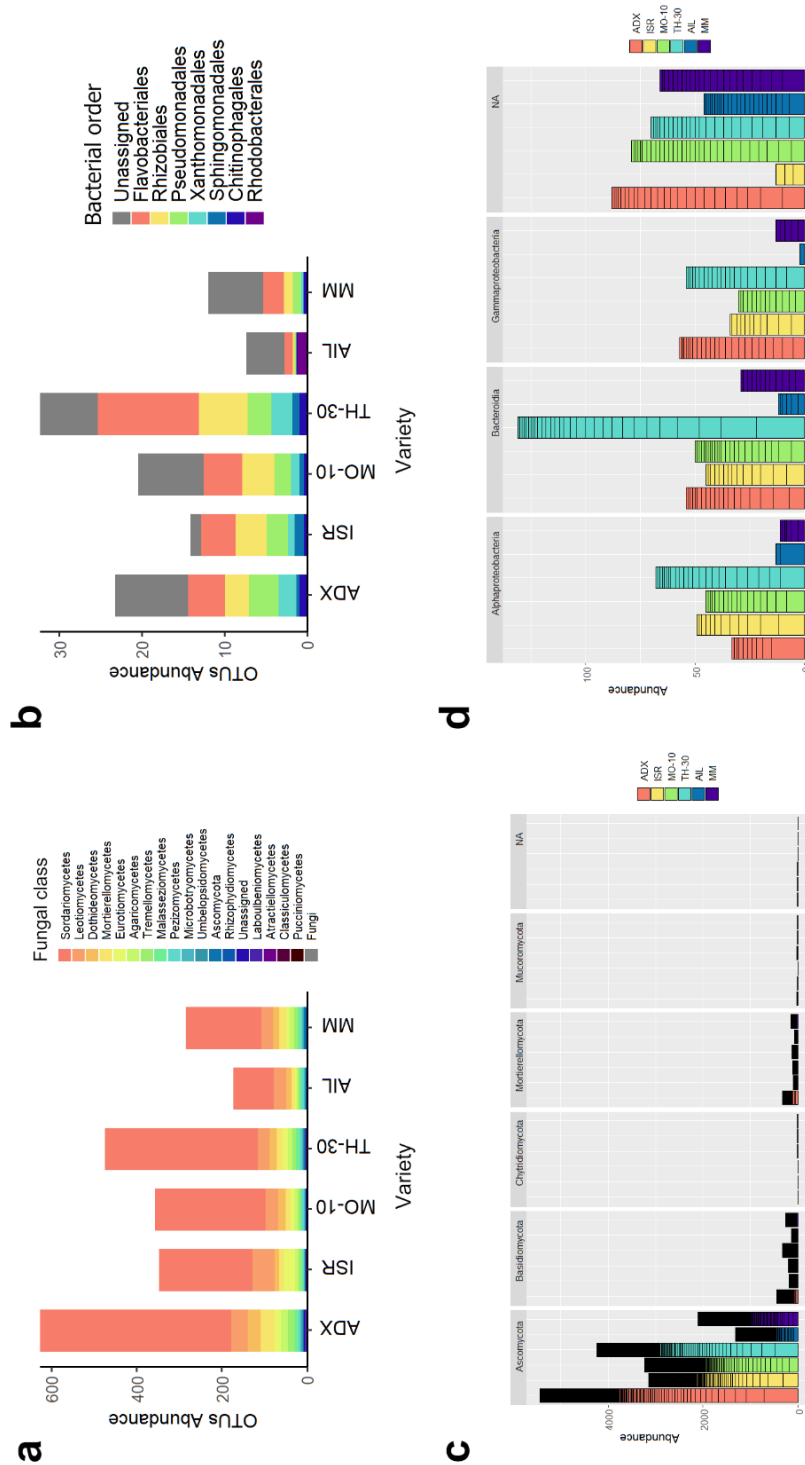 a
Fungal class
Sordariomycetes
Leotiomycetes
Dothideomycetes
Mortierellomycetes
Eurotiomycetes
Agaricomycetes
Tremellomycetes
Malasseziomycetes
Pezizomycetes
Microbotryomycetes
Umbelopsidomycetes
Ascomycota
Rhizophydiomycetes
Unassigned
Laboulbeniomycetes
Atractiellomycetes
Classiculomycetes
Pucciniomycetes
Fungi
OTUs Abundance
600
400
200
0
ADX
ISR
MO-10
TH-30
AIL
MM
Variety
b
Bacterial order
Unassigned
Flavobacteriales
Rhizobiales
Pseudomonadales
Xanthomonadales
Sphingomonadales
Chitinophagales
Rhodobacterales
OTUs Abundance
30
20
10
0
ADX
ISR
MO-10
TH-30
AIL
MM
Variety
c
Ascomycota
Basidiomycota
Chytridiomycota
Mortierellomycota
Mucoromycota
NA
Abundance
4000
2000
0
ADX
ISR
MO-10
TH-30
AIL
MM
d
Alphaproteobacteria
Bacteroidia
Gammaproteobacteria
NA
Abundance
100
50
0
ADX
ISR
MO-10
TH-30
AIL
MM